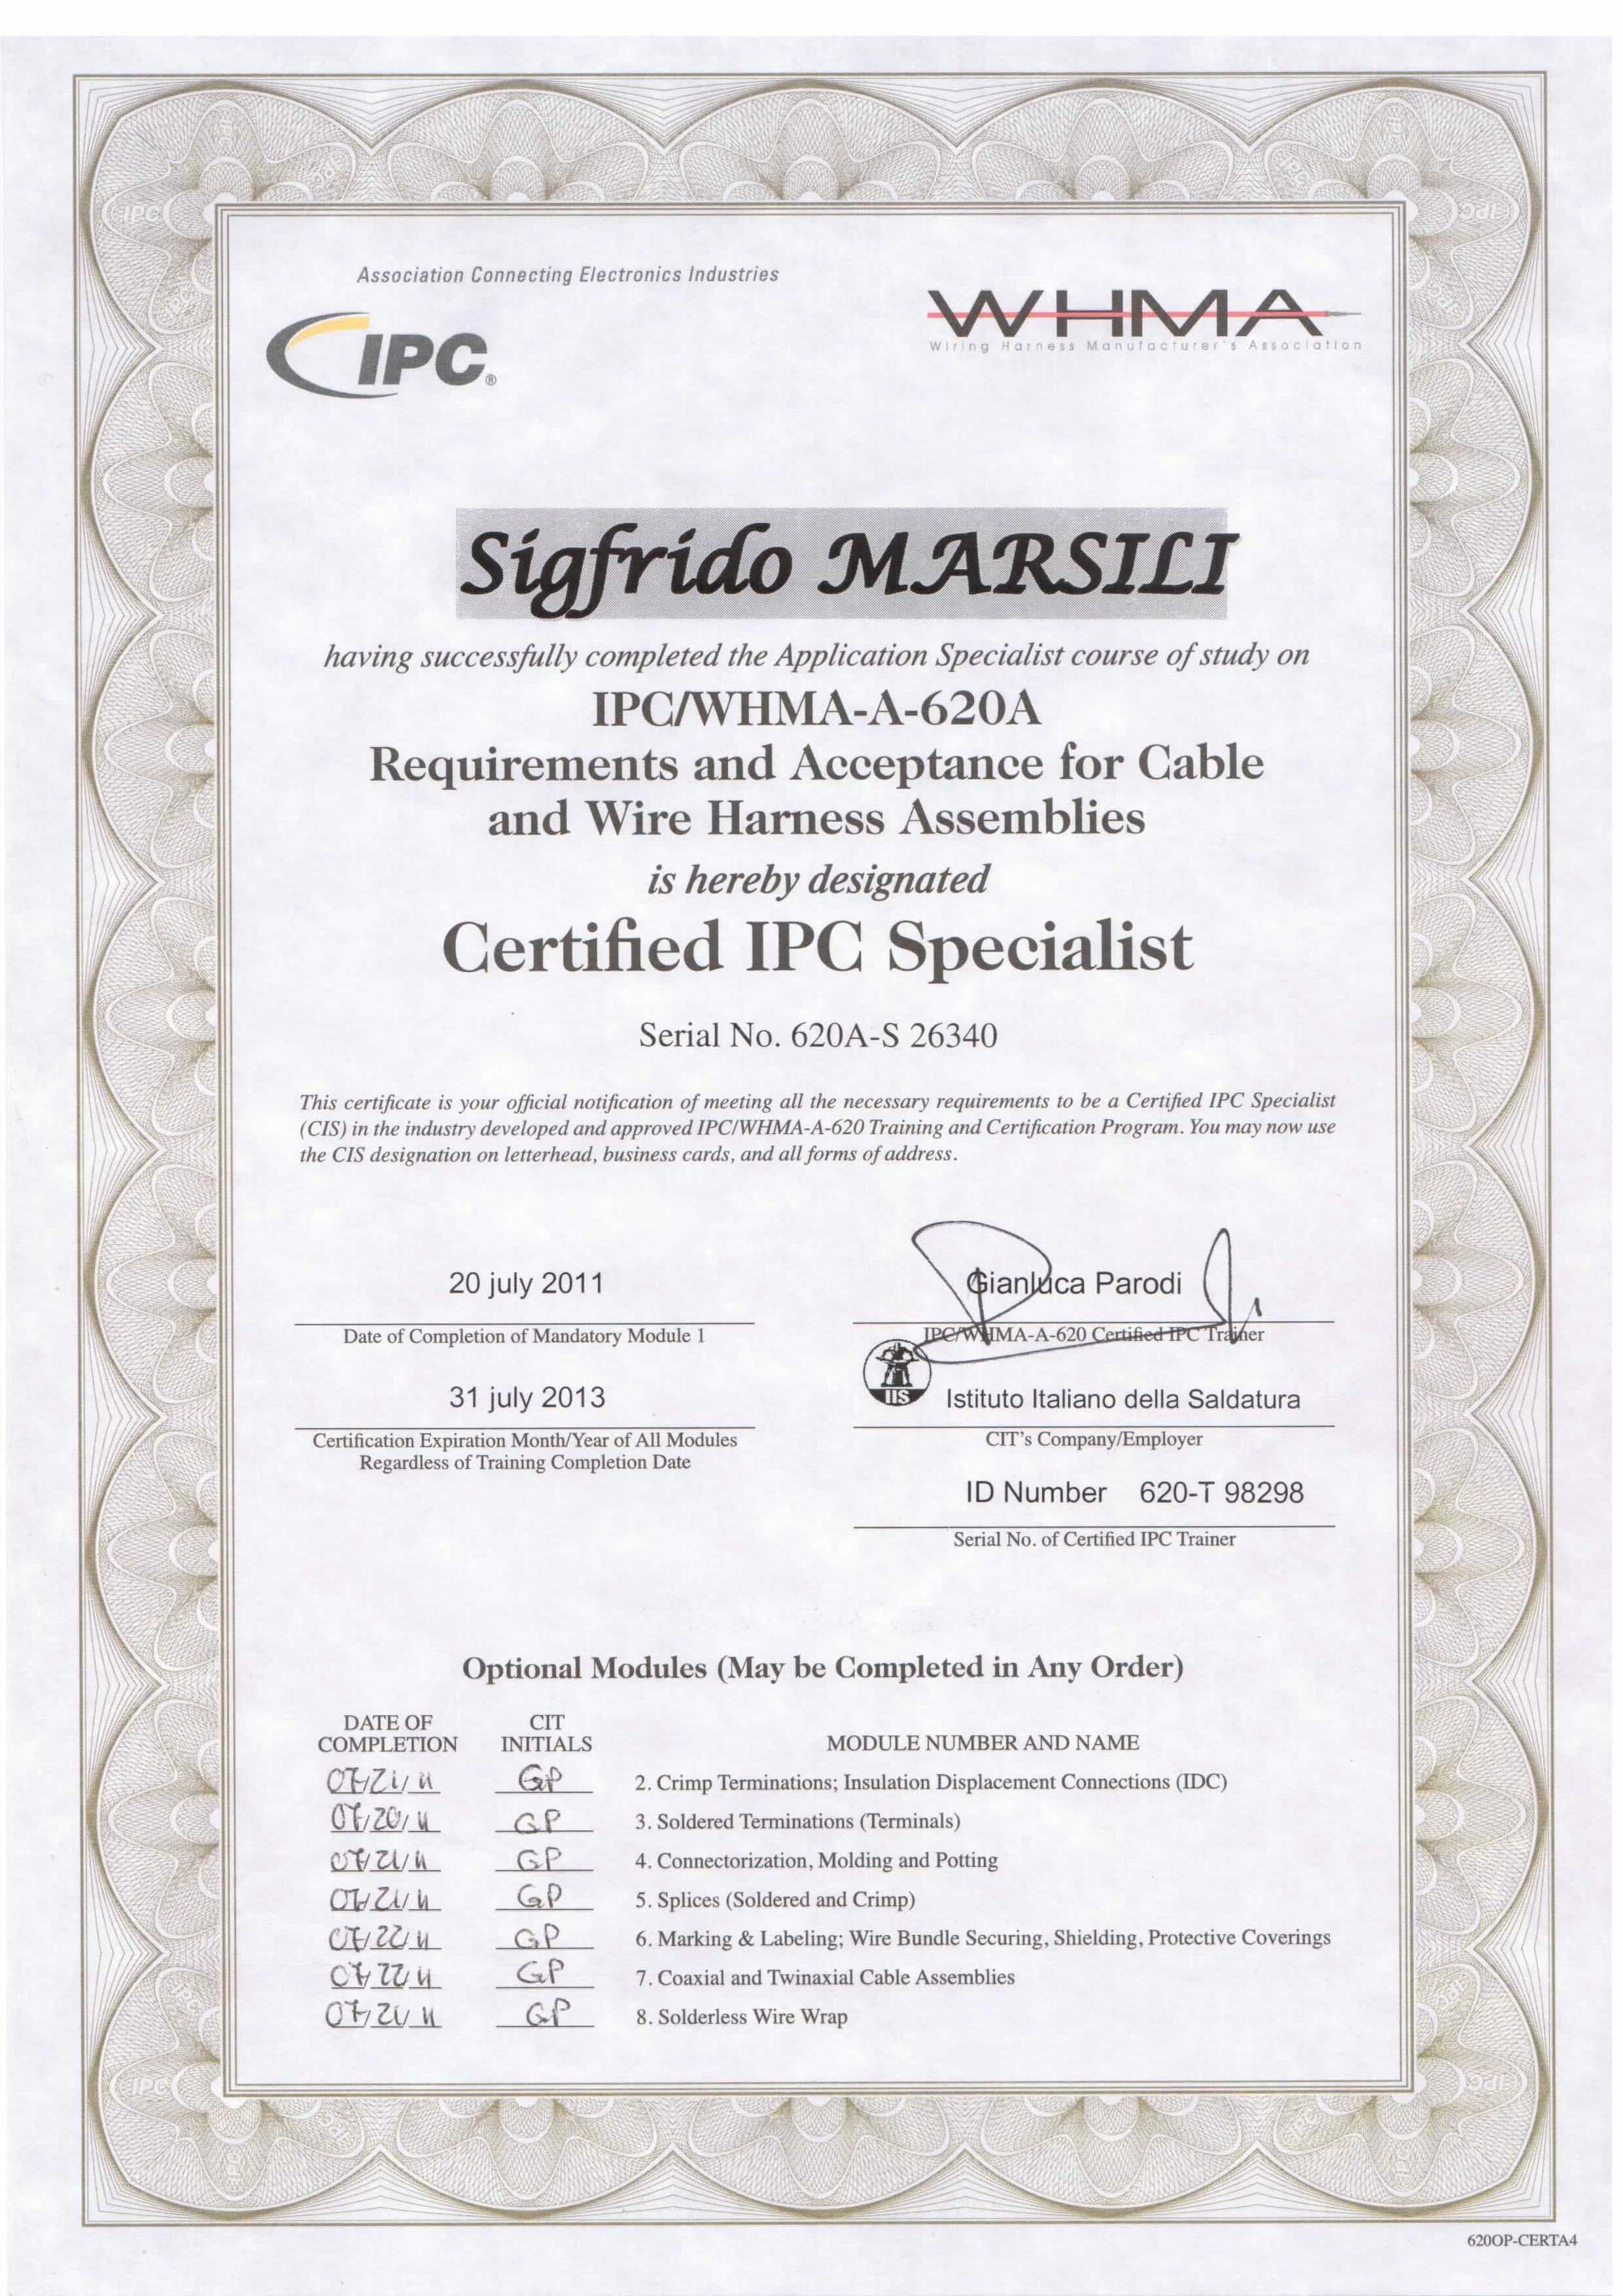 Association Connecting Electronics Industries
IPC®
WHMA
Wiring Harness Manufacturer's Association
Sigfrido MARSILI
having successfully completed the Application Specialist course of study on
IPC/WHMA-A-620A
Requirements and Acceptance for Cable
and Wire Harness Assemblies
is hereby designated
Certified IPC Specialist
Serial No. 620A-S 26340
This certificate is your official notification of meeting all the necessary requirements to be a Certified IPC Specialist
(CIS) in the industry developed and approved IPC/WHMA-A-620 Training and Certification Program. You may now use
the CIS designation on letterhead, business cards, and all forms of address.
20 july 2011
Date of Completion of Mandatory Module 1
31 july 2013
Certification Expiration Month/Year of All Modules
Regardless of Training Completion Date
Gianluca Parodi
IPC/WHMA-A-620 Certified IPC Trainer
IIS
Istituto Italiano della Saldatura
CIT's Company/Employer
ID Number 620-T 98298
Serial No. of Certified IPC Trainer
Optional Modules (May be Completed in Any Order)
DATE OF
COMPLETION
CIT
INITIALS
MODULE NUMBER AND NAME
07/21/11 GP 2. Crimp Terminations; Insulation Displacement Connections (IDC)
07/20/11 GP 3. Soldered Terminations (Terminals)
07/21/11 GP 4. Connectorization, Molding and Potting
07/21/11 GP 5. Splices (Soldered and Crimp)
07/22/11 GP 6. Marking & Labeling; Wire Bundle Securing, Shielding, Protective Coverings
07/22/11 GP 7. Coaxial and Twinaxial Cable Assemblies
07/21/11 GP 8. Solderless Wire Wrap
620OP-CERTA4